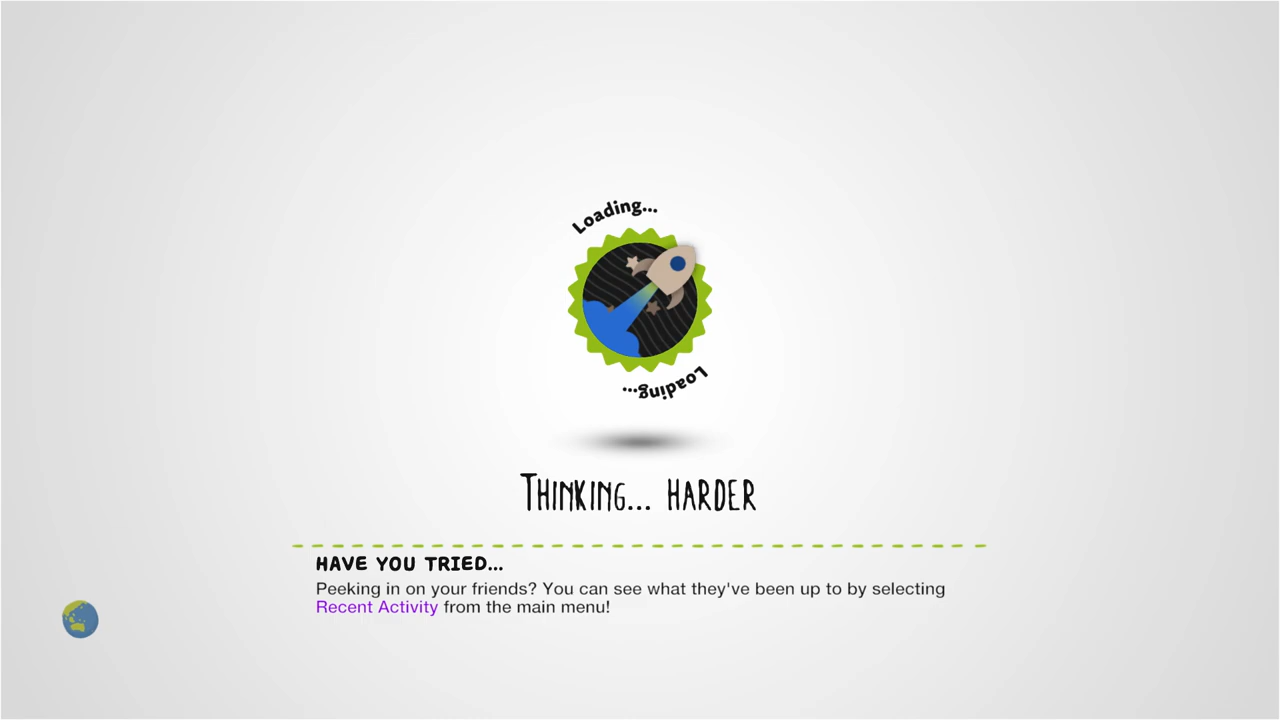 Loading...
Loading...
Thinking... harder
Have you tried...
Peeking in on your friends? You can see what they've been up to by selecting
Recent Activity from the main menu!